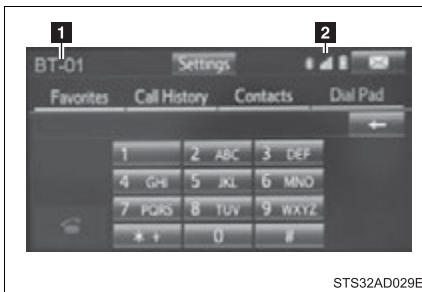 1 2
BT-01 Settings
Favorites Call History Contacts Dial Pad
1 2 ABC 3 DEF
4 GHI 5 JKL 6 MNO
7 PQRS 8 TUV 9 WXYZ
* + 0 #
STS32AD029E